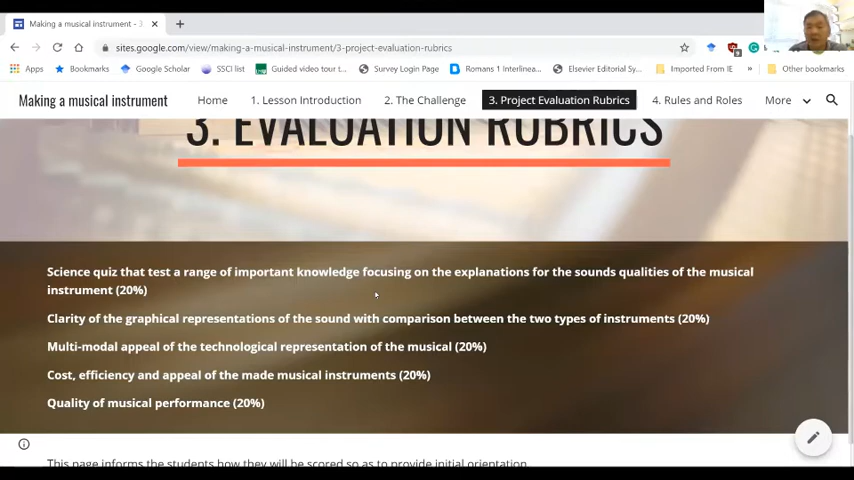 Making a musical instrument - 3
sites.google.com/view/making-a-musical-instrument/3-project-evaluation-rubrics
Apps Bookmarks Google Scholar SSCI list Guided video tour t... Survey Login Page Romans 1 Interlinea... Elsevier Editorial Sy... Imported From IE » Other bookmarks
Making a musical instrument Home 1. Lesson Introduction 2. The Challenge 3. Project Evaluation Rubrics 4. Rules and Roles More
3. EVALUATION RUBRICS
Science quiz that test a range of important knowledge focusing on the explanations for the sounds qualities of the musical
instrument (20%)
Clarity of the graphical representations of the sound with comparison between the two types of instruments (20%)
Multi-modal appeal of the technological representation of the musical (20%)
Cost, efficiency and appeal of the made musical instruments (20%)
Quality of musical performance (20%)
This page informs the students how they will be scored so as to provide initial orientation